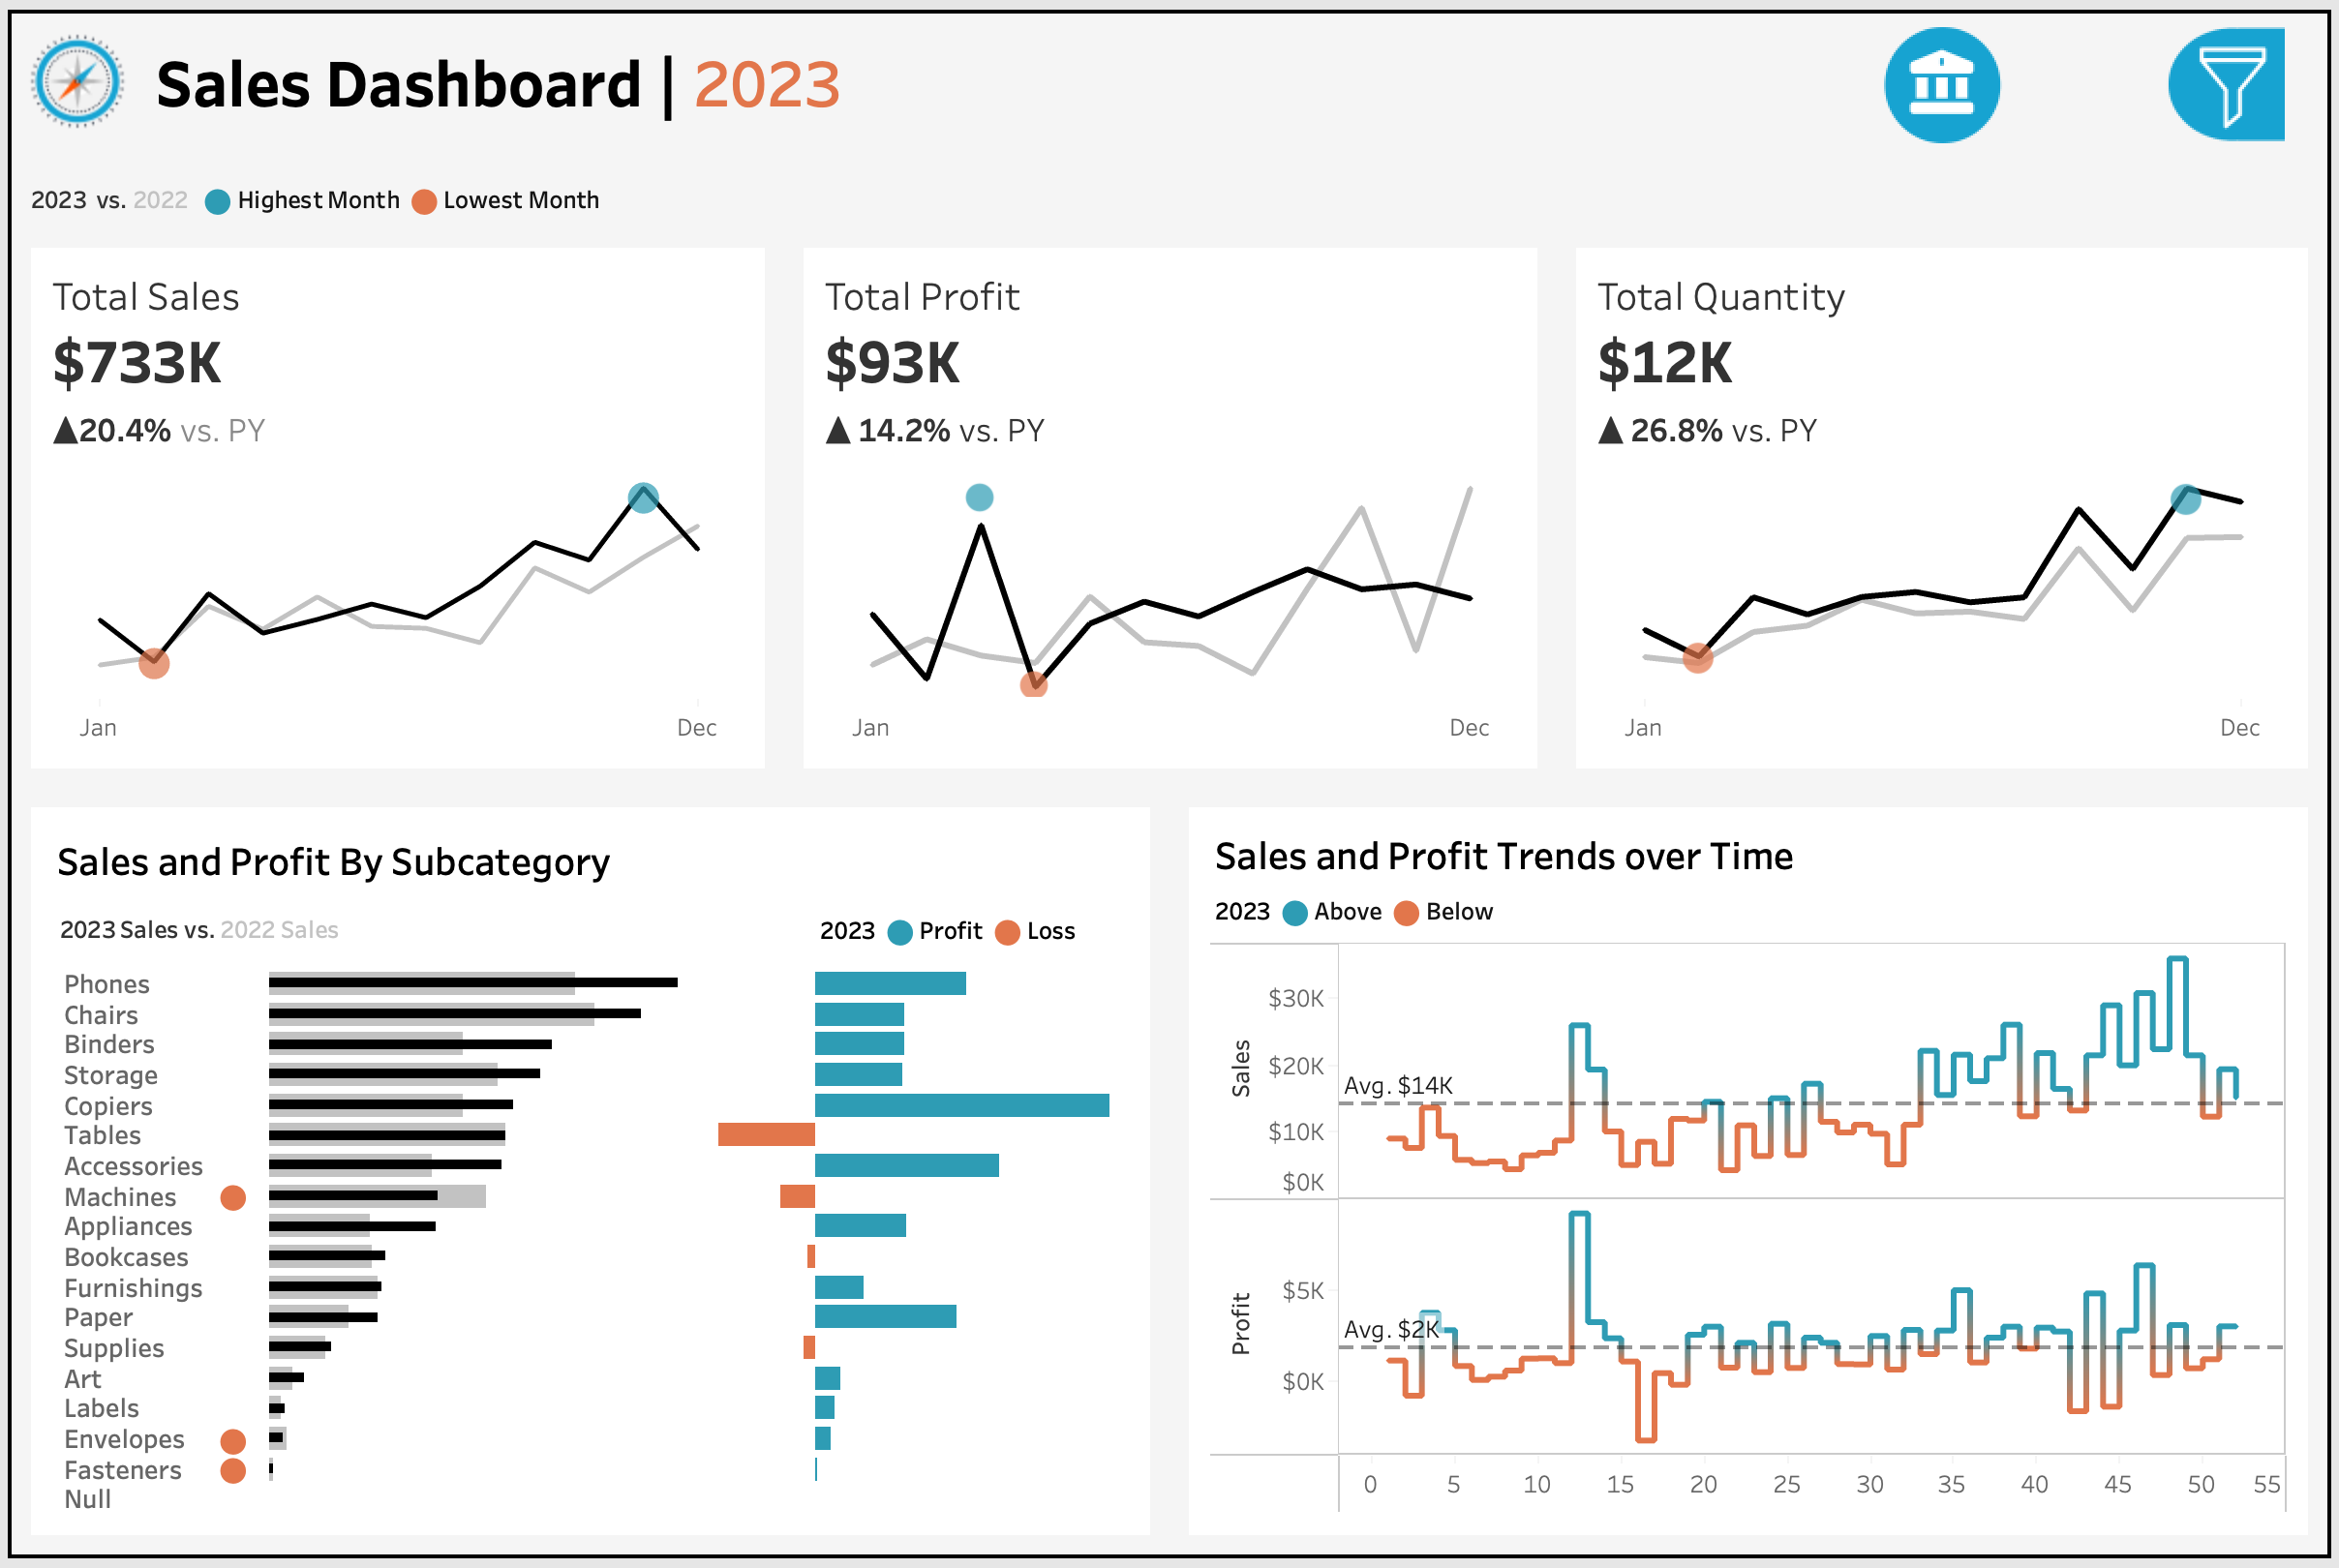 Sales Dashboard | 2023
2023 vs. 2022 Highest Month Lowest Month
Total Sales
$733K
▲20.4% vs. PY
Jan Dec
Total Profit
$93K
▲ 14.2% vs. PY
Jan Dec
Total Quantity
$12K
▲ 26.8% vs. PY
Jan Dec
Sales and Profit By Subcategory
2023 Sales vs. 2022 Sales
2023 Profit Loss
Phones
Chairs
Binders
Storage
Copiers
Tables
Accessories
Machines
Appliances
Bookcases
Furnishings
Paper
Supplies
Art
Labels
Envelopes
Fasteners
Null
Sales and Profit Trends over Time
2023 Above Below
Sales
$30K
$20K
Avg. $14K
$10K
$0K
Profit
$5K
Avg. $2K
$0K
0 5 10 15 20 25 30 35 40 45 50 55